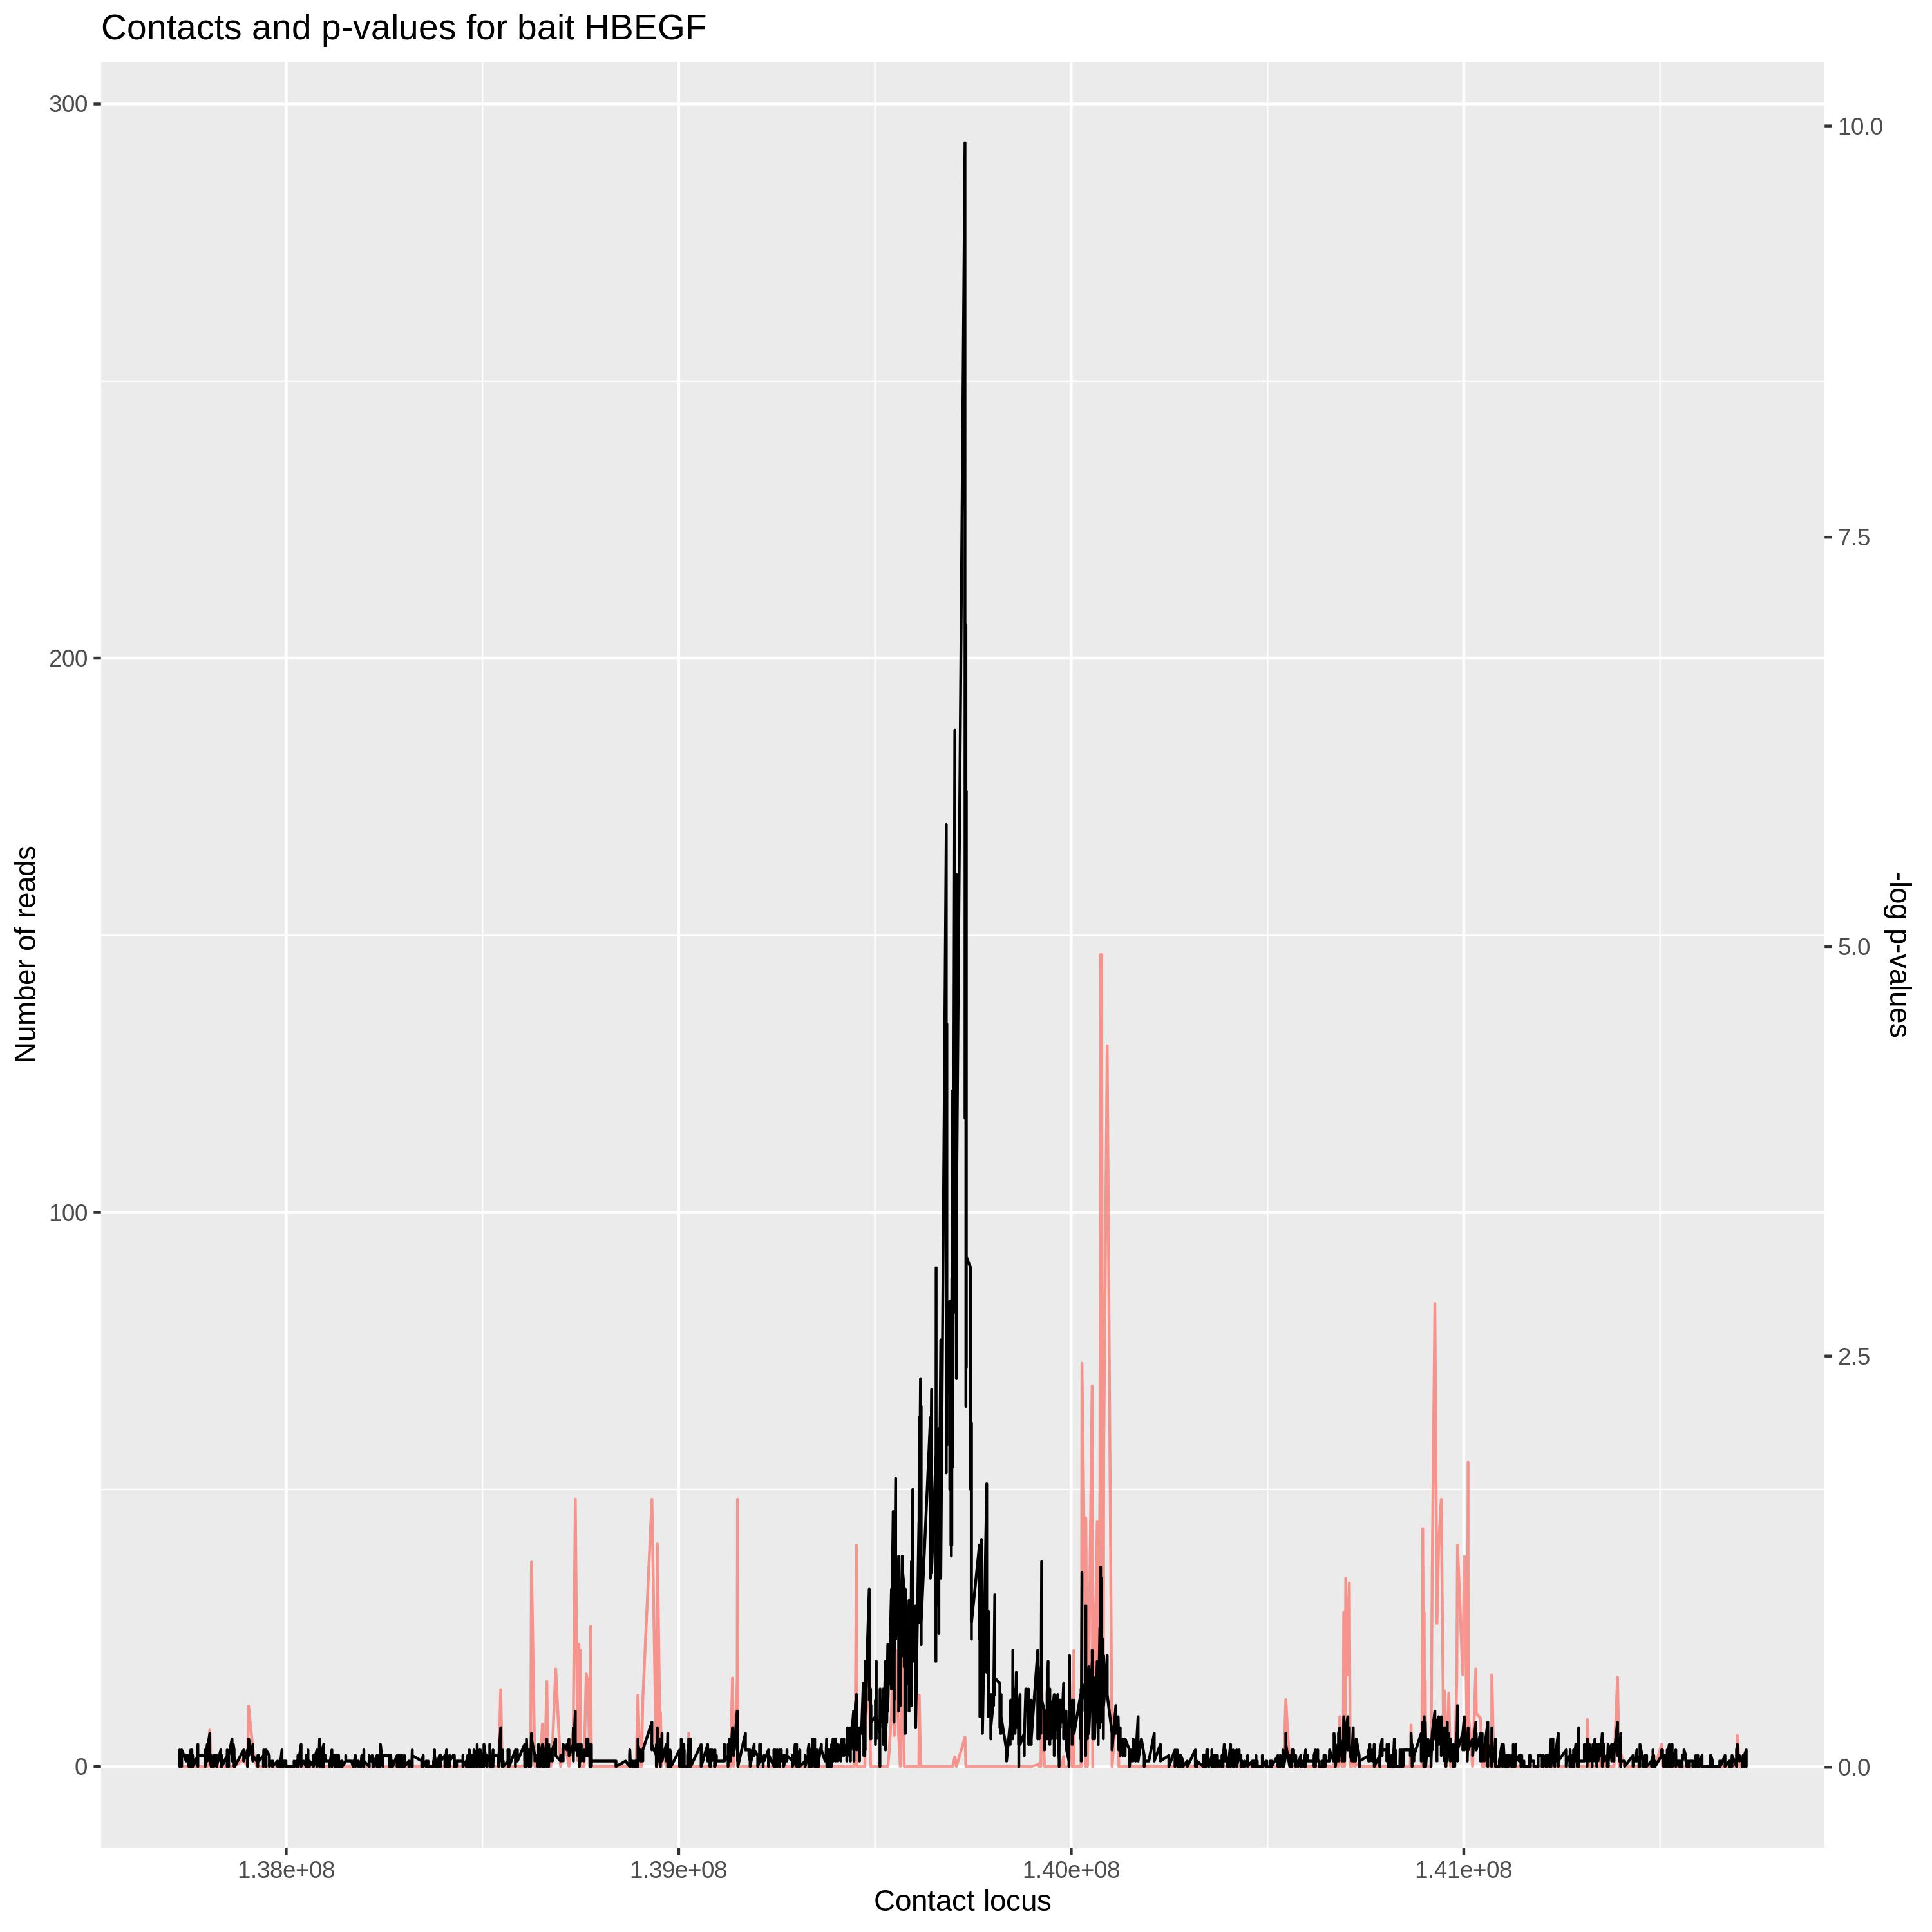 Contacts and p-values for bait HBEGF
300
200
100
0
Number of reads
10.0
7.5
5.0
2.5
0.0
-log p-values
1.38e+08 1.39e+08 1.40e+08 1.41e+08
Contact locus